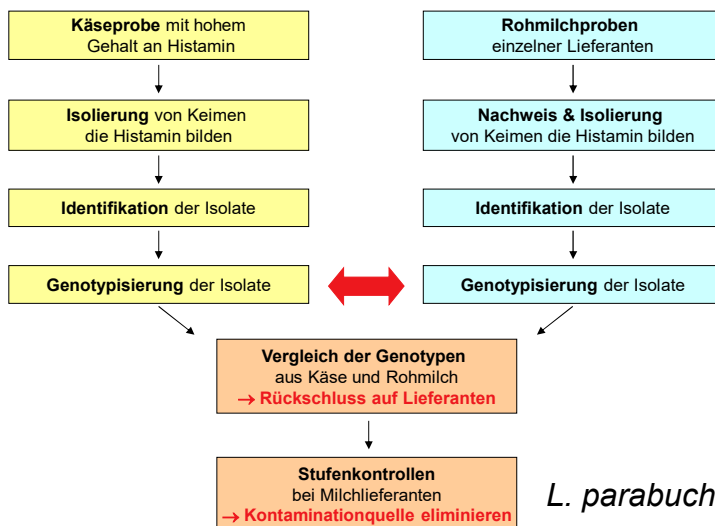 Käseprobe mit hohem
Gehalt an Histamin
Isolierung von Keimen
die Histamin bilden
Identifikation der Isolate
Genotypisierung der Isolate
Rohmilchproben
einzelner Lieferanten
Nachweis & Isolierung
von Keimen die Histamin bilden
Identifikation der Isolate
Genotypisierung der Isolate
Vergleich der Genotypen
aus Käse und Rohmilch
→ Rückschluss auf Lieferanten
Stufenkontrollen
bei Milchlieferanten
→ Kontaminationquelle eliminieren
L. parabuch